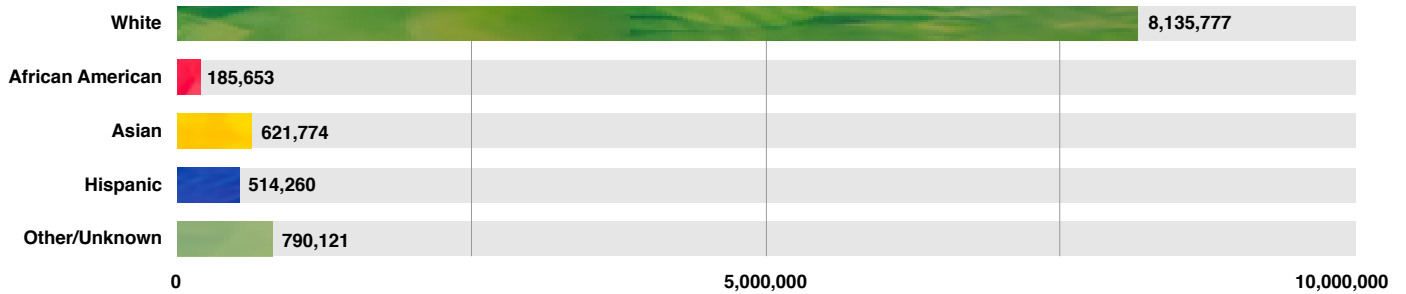 White 8,135,777
African American 185,653
Asian 621,774
Hispanic 514,260
Other/Unknown 790,121
0 5,000,000 10,000,000